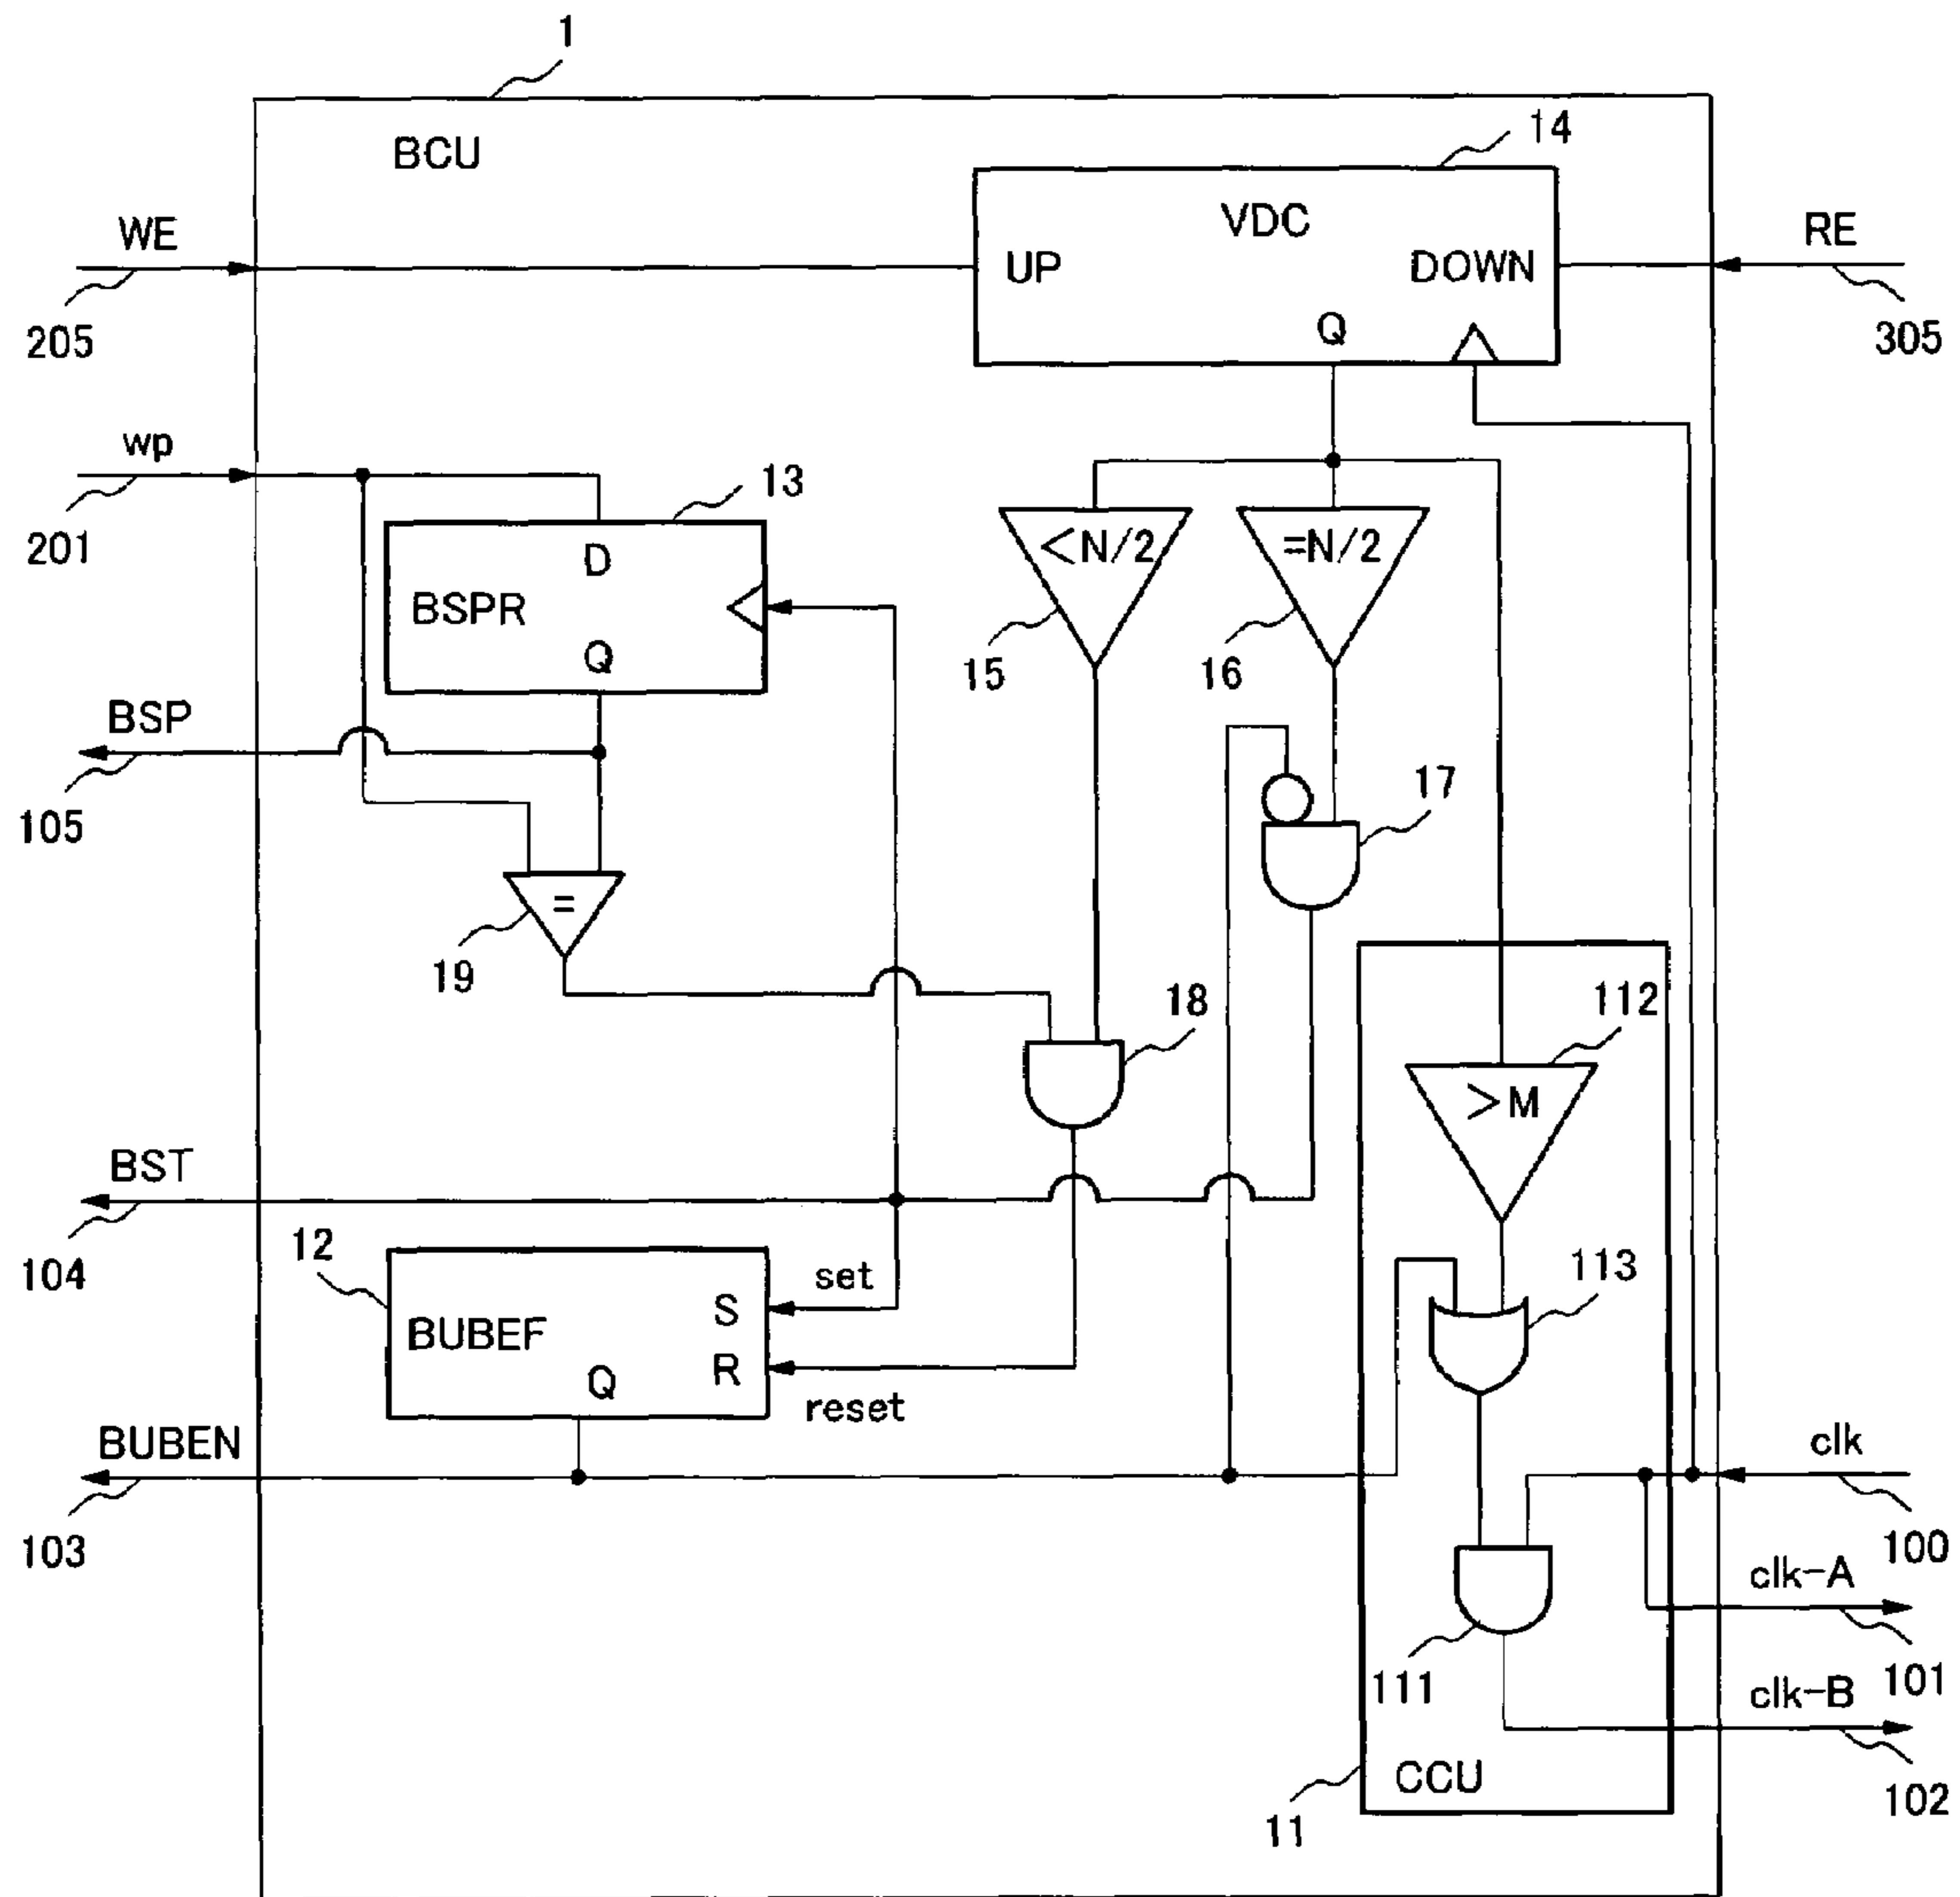 1
BCU
14
VDC
UP
DOWN
Q
WE
205
RE
305
wp
201
13
D
BSPR
Q
<N/2
=N/2
15
16
BSP
105
17
=
19
18
112
>M
BST
104
12
set
S
BUBEF
R
Q
reset
113
BUBEN
103
clk
100
clk-A
101
111
clk-B
102
CCU
11